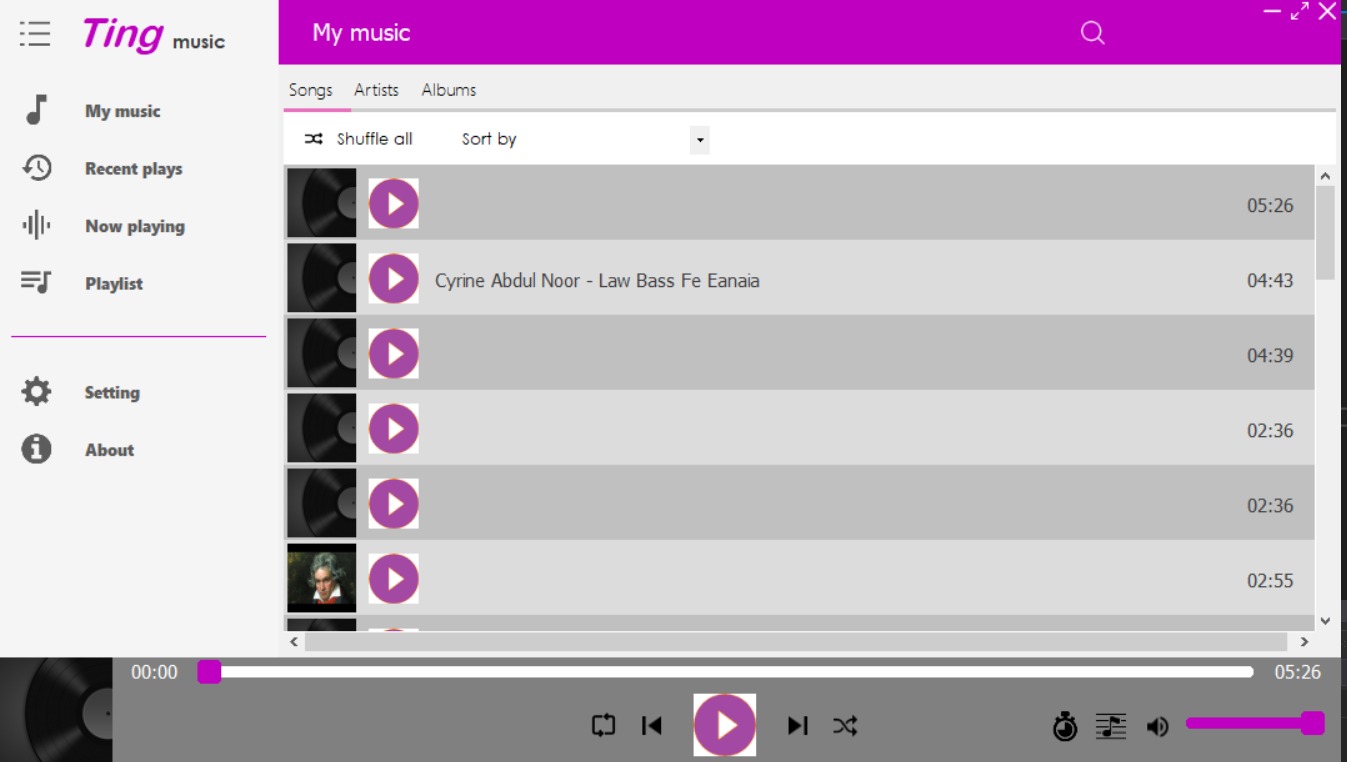 Ting music
My music
My music
Recent plays
Now playing
Playlist
Setting
About
Songs Artists Albums
Shuffle all Sort by
05:26
Cyrine Abdul Noor - Law Bass Fe Eanaia 04:43
04:39
02:36
02:36
02:55
00:00 05:26